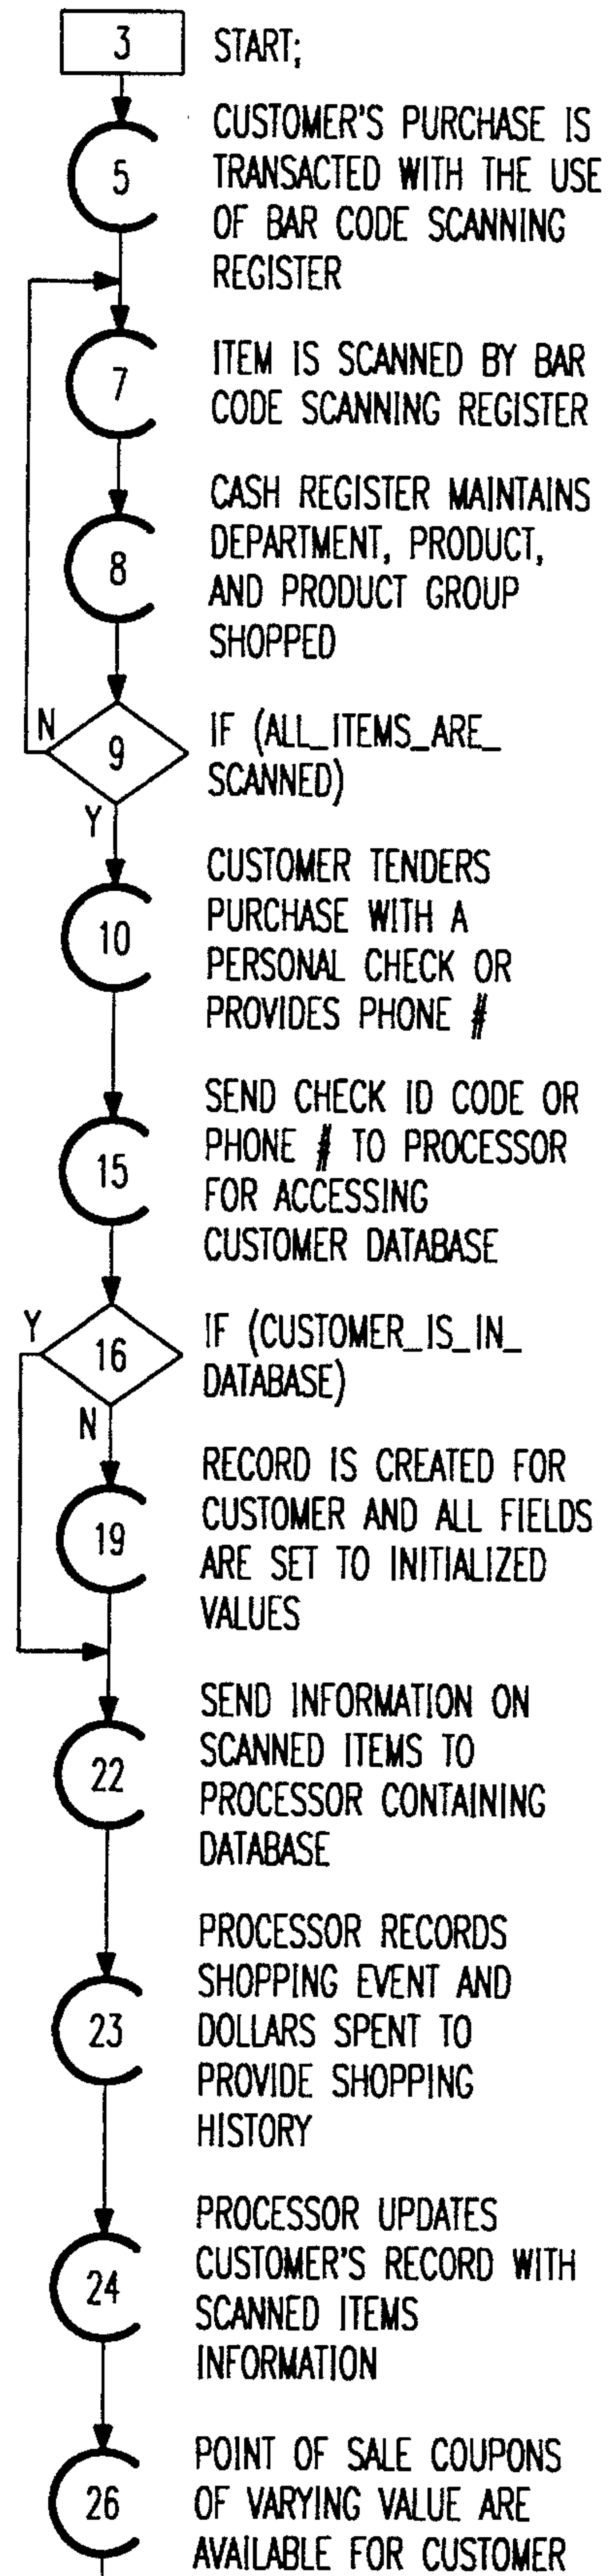 3 START;
5 CUSTOMER'S PURCHASE IS
TRANSACTED WITH THE USE
OF BAR CODE SCANNING
REGISTER
7 ITEM IS SCANNED BY BAR
CODE SCANNING REGISTER
8 CASH REGISTER MAINTAINS
DEPARTMENT, PRODUCT,
AND PRODUCT GROUP
SHOPPED
N 9 IF (ALL_ITEMS_ARE_
SCANNED)
Y
10 CUSTOMER TENDERS
PURCHASE WITH A
PERSONAL CHECK OR
PROVIDES PHONE #
15 SEND CHECK ID CODE OR
PHONE # TO PROCESSOR
FOR ACCESSING
CUSTOMER DATABASE
Y 16 IF (CUSTOMER_IS_IN_
DATABASE)
N
19 RECORD IS CREATED FOR
CUSTOMER AND ALL FIELDS
ARE SET TO INITIALIZED
VALUES
22 SEND INFORMATION ON
SCANNED ITEMS TO
PROCESSOR CONTAINING
DATABASE
23 PROCESSOR RECORDS
SHOPPING EVENT AND
DOLLARS SPENT TO
PROVIDE SHOPPING
HISTORY
24 PROCESSOR UPDATES
CUSTOMER'S RECORD WITH
SCANNED ITEMS
INFORMATION
26 POINT OF SALE COUPONS
OF VARYING VALUE ARE
AVAILABLE FOR CUSTOMER